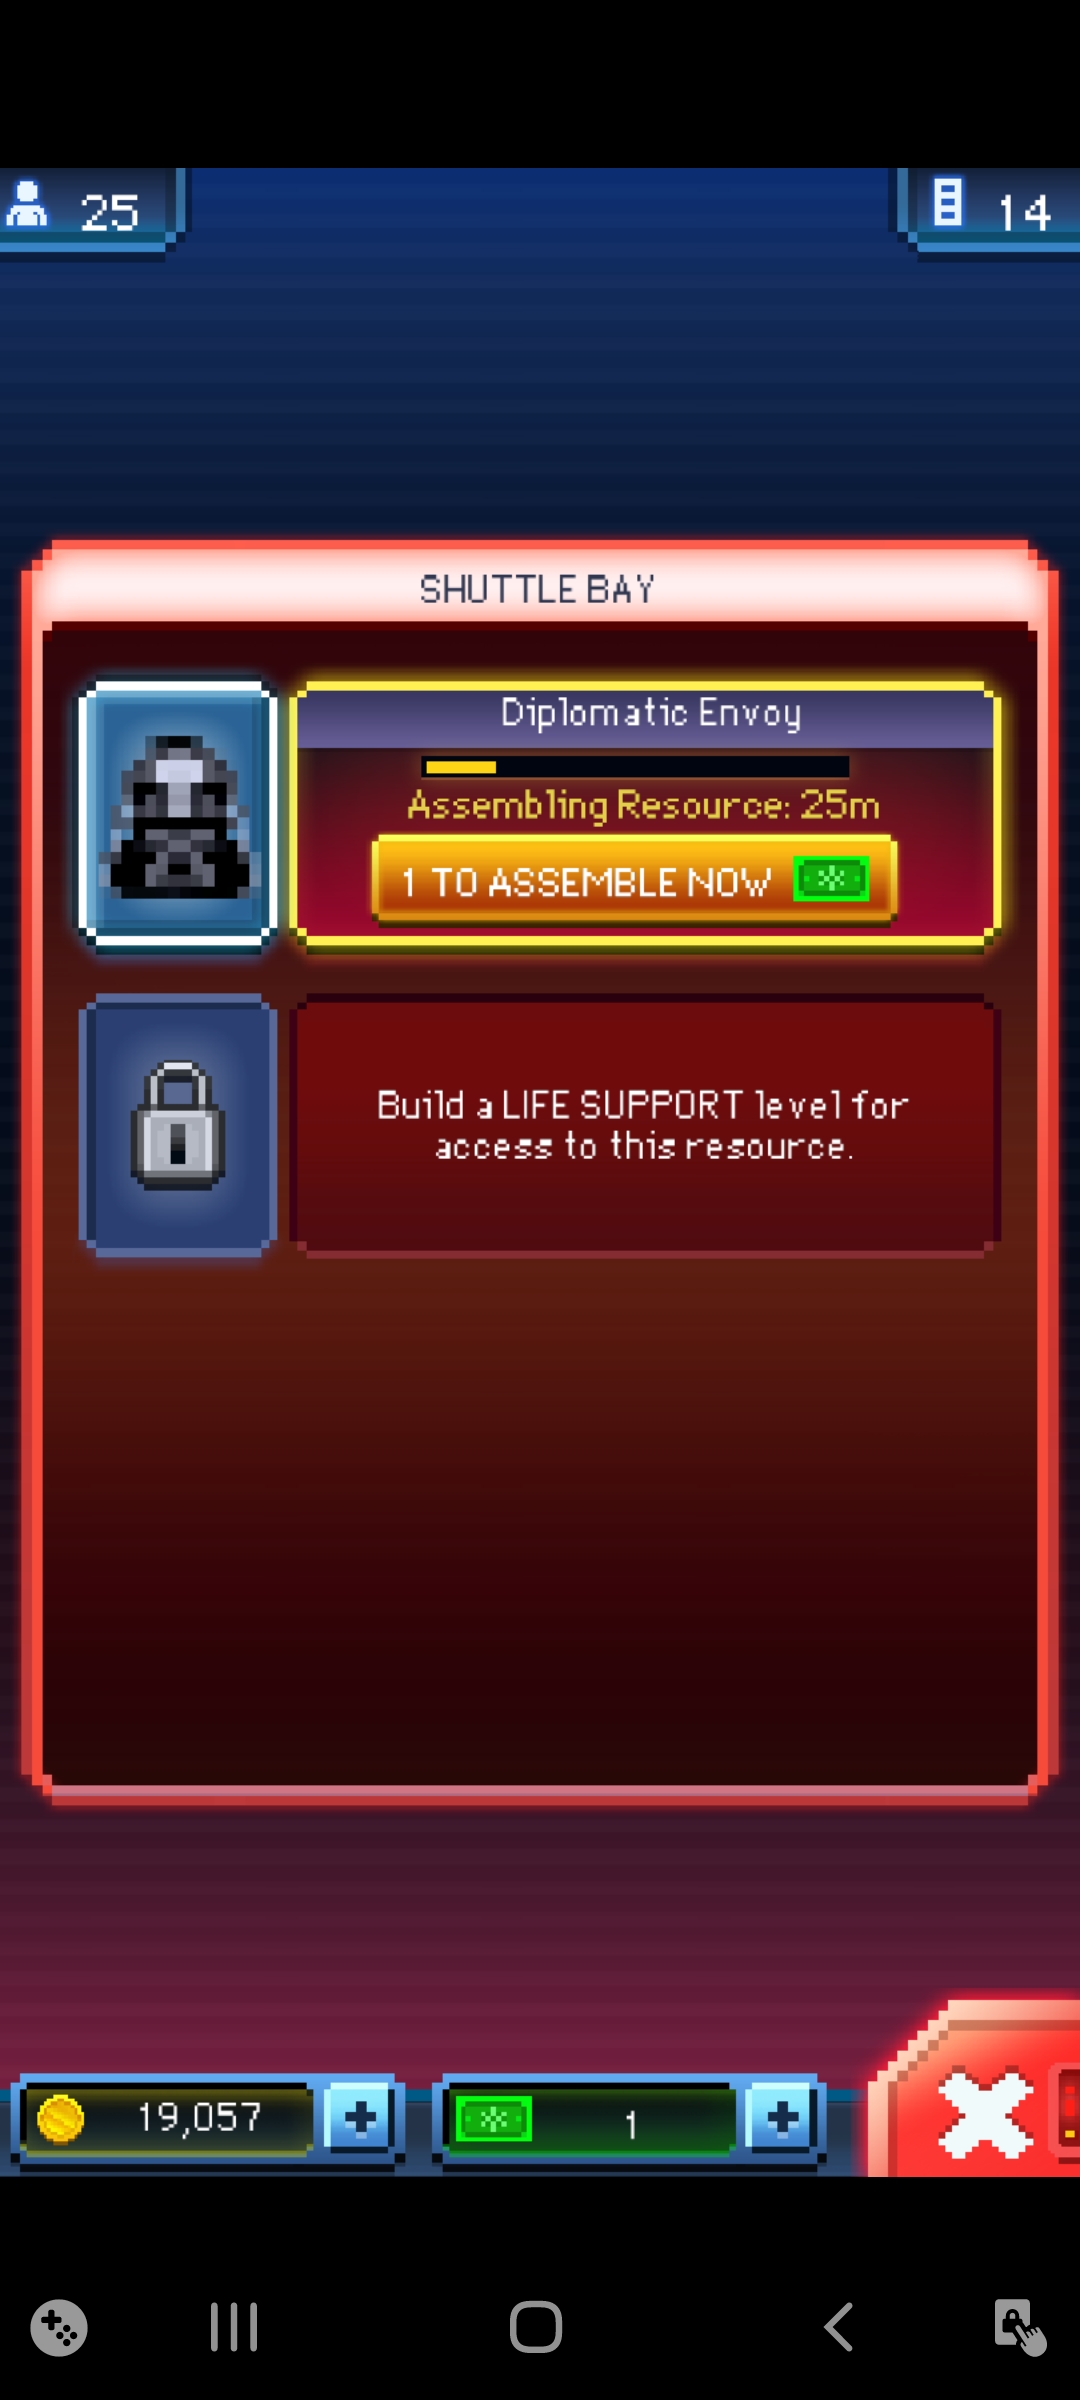 25
14
SHUTTLE BAY
Diplomatic Envoy
Assembling Resource: 25m
1 TO ASSEMBLE NOW
Build a LIFE SUPPORT level for
access to this resource.
19,057
1